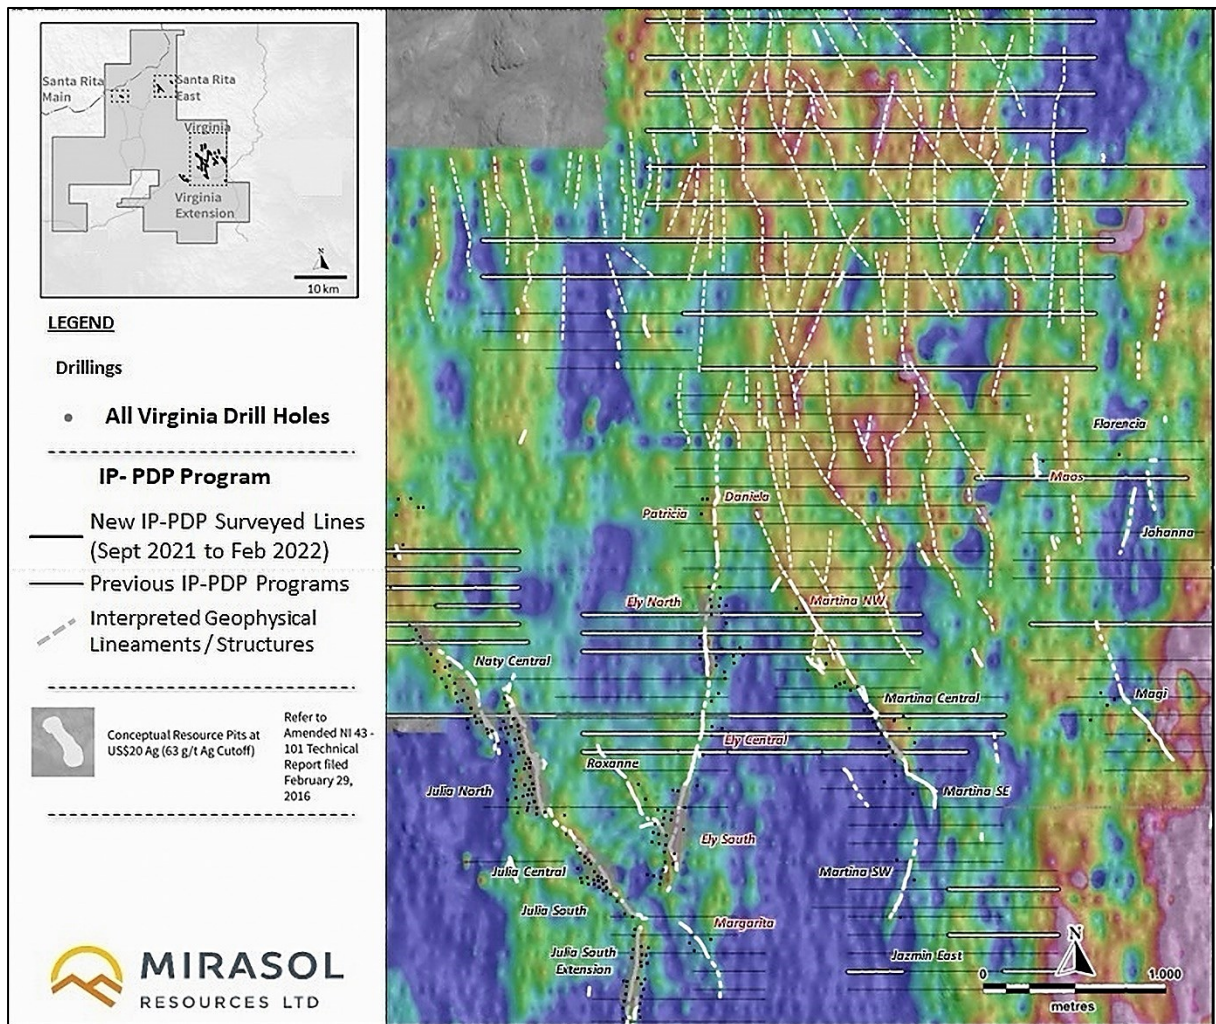 Santa Rita
Main
Santa Rita
East
Virginia
Virginia
Extension
N
10 km
LEGEND
Drillings
All Virginia Drill Holes
IP- PDP Program
New IP-PDP Surveyed Lines
(Sept 2021 to Feb 2022)
Previous IP-PDP Programs
Interpreted Geophysical
Lineaments / Structures
Conceptual Resource Pits at
US$20 Ag (63 g/t Ag Cutoff)
Refer to
Amended NI 43 -
101 Technical
Report filed
February 29,
2016
MIRASOL
RESOURCES LTD
Florencia
Maos
Daniela
Patricia
Johanna
Ely North
Martina NW
Naty Central
Martina Central
Magi
Ely Central
Roxanne
Julia North
Martina SE
Ely South
Julia Central
Martina SW
Julia South
Margarita
Julia South
Extension
Jazmin East
N
0 1.000
metres